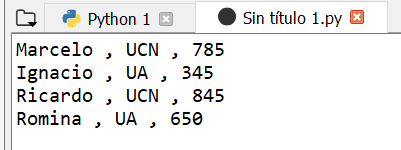 Python 1
Sin título 1.py
Marcelo , UCN , 785
Ignacio , UA , 345
Ricardo , UCN , 845
Romina , UA , 650